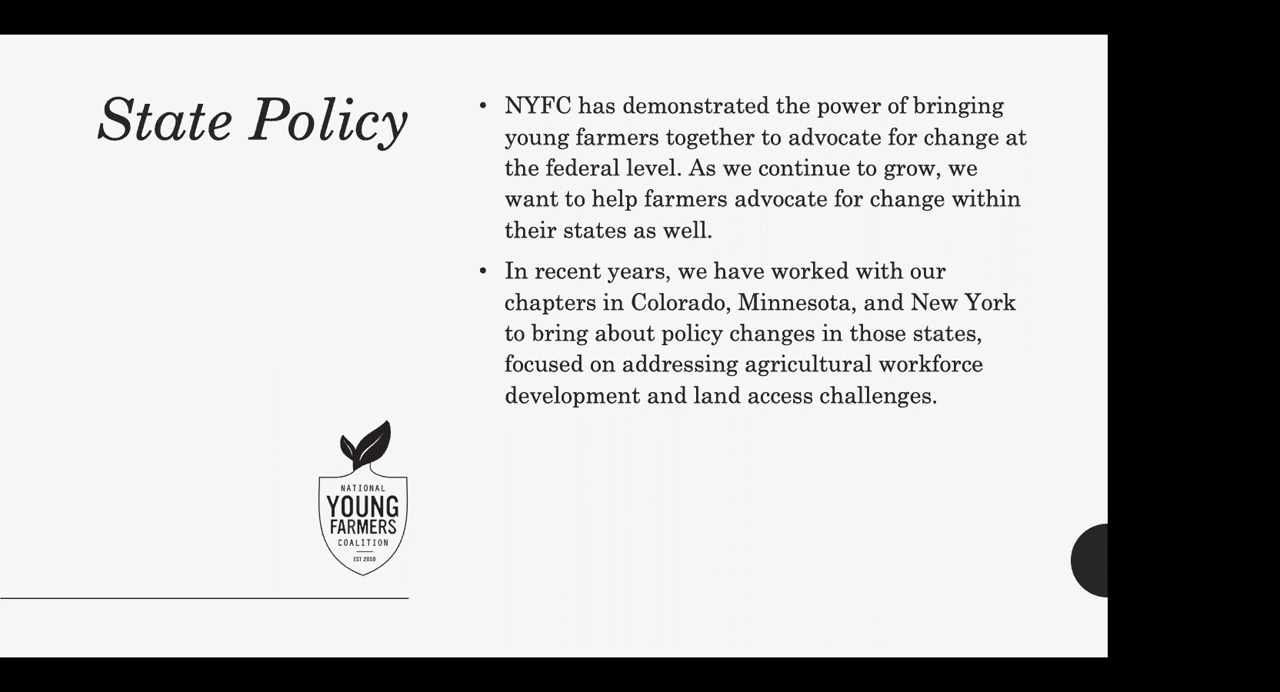 State Policy
• NYFC has demonstrated the power of bringing
young farmers together to advocate for change at
the federal level. As we continue to grow, we
want to help farmers advocate for change within
their states as well.
• In recent years, we have worked with our
chapters in Colorado, Minnesota, and New York
to bring about policy changes in those states,
focused on addressing agricultural workforce
development and land access challenges.
NATIONAL
YOUNG
FARMERS
COALITION
EST 2010